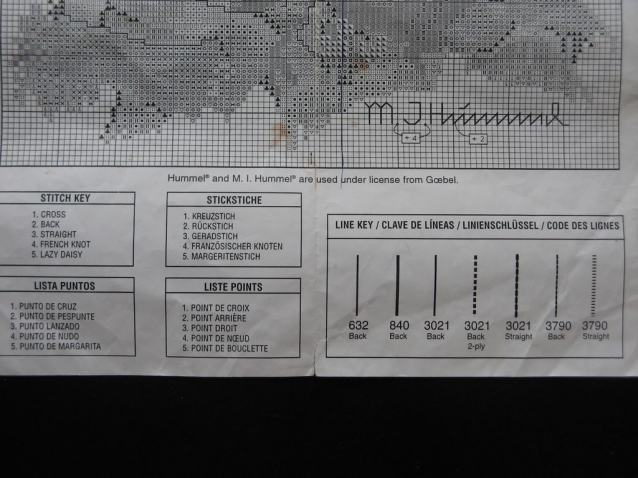 M.J.Hummel
+ 4
+ 2
Hummel® and M. I. Hummel® are used under license from Gœbel.
STITCH KEY
1. CROSS
2. BACK
3. STRAIGHT
4. FRENCH KNOT
5. LAZY DAISY
STICKSTICHE
1. KREUZSTICH
2. RÜCKSTICH
3. GERADSTICH
4. FRANZÖSISCHER KNOTEN
5. MARGERITENSTICH
LISTA PUNTOS
1. PUNTO DE CRUZ
2. PUNTO DE PESPUNTE
3. PUNTO LANZADO
4. PUNTO DE NUDO
5. PUNTO DE MARGARITA
LISTE POINTS
1. POINT DE CROIX
2. POINT ARRIÈRE
3. POINT DROIT
4. POINT DE NŒUD
5. POINT DE BOUCLETTE
LINE KEY / CLAVE DE LÍNEAS / LINIENSCHLÜSSEL / CODE DES LIGNES
632 840 3021 3021 3021 3790 3790
Back Back Back Back Straight Back Straight
2-ply